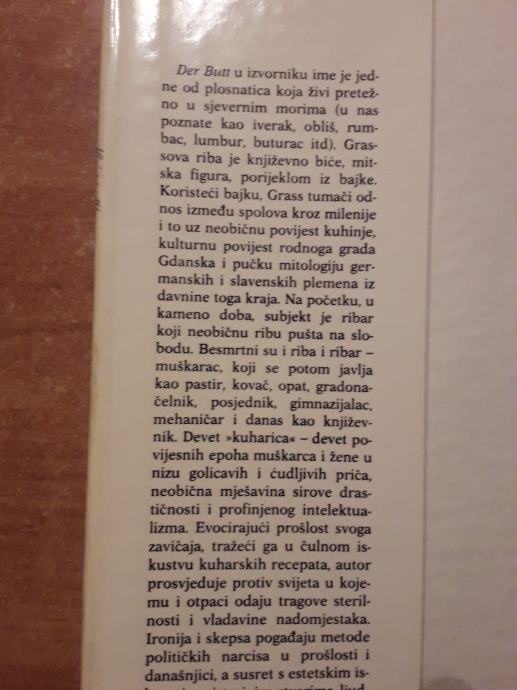 Der Butt u izvorniku ime je jed-
ne od plosnatica koja živi pretež-
no u sjevernim morima (u nas
poznate kao iverak, obliš, rum-
bac, lumbur, buturac itd). Gras-
sova riba je književno biće, mit-
ska figura, porijeklom iz bajke.
Koristeći bajku, Grass tumači od-
nos između spolova kroz milenije
i to uz neobičnu povijest kuhinje,
kulturnu povijest rodnoga grada
Gdanska i pučku mitologiju ger-
manskih i slavenskih plemena iz
davnine toga kraja. Na početku, u
kameno doba, subjekt je ribar
koji neobičnu ribu pušta na slo-
bodu. Besmrtni su i riba i ribar –
muškarac, koji se potom javlja
kao pastir, kovač, opat, gradona-
čelnik, posjednik, gimnazijalac,
mehaničar i danas kao književ-
nik. Devet »kuharica« – devet po-
vijesnih epoha muškarca i žene u
nizu golicavih i ćudljivih priča,
neobična mješavina sirove dras-
tičnosti i profinjenog intelektua-
lizma. Evocirajući prošlost svoga
zavičaja, tražeći ga u čulnom is-
kustvu kuharskih recepata, autor
prosvjeduje protiv svijeta u koje-
mu i otpaci odaju tragove steril-
nosti i vladavine nadomjestaka.
Ironija i skepsa pogađaju metode
političkih narcisa u prošlosti i
današnjici, a susret s estetskim is-